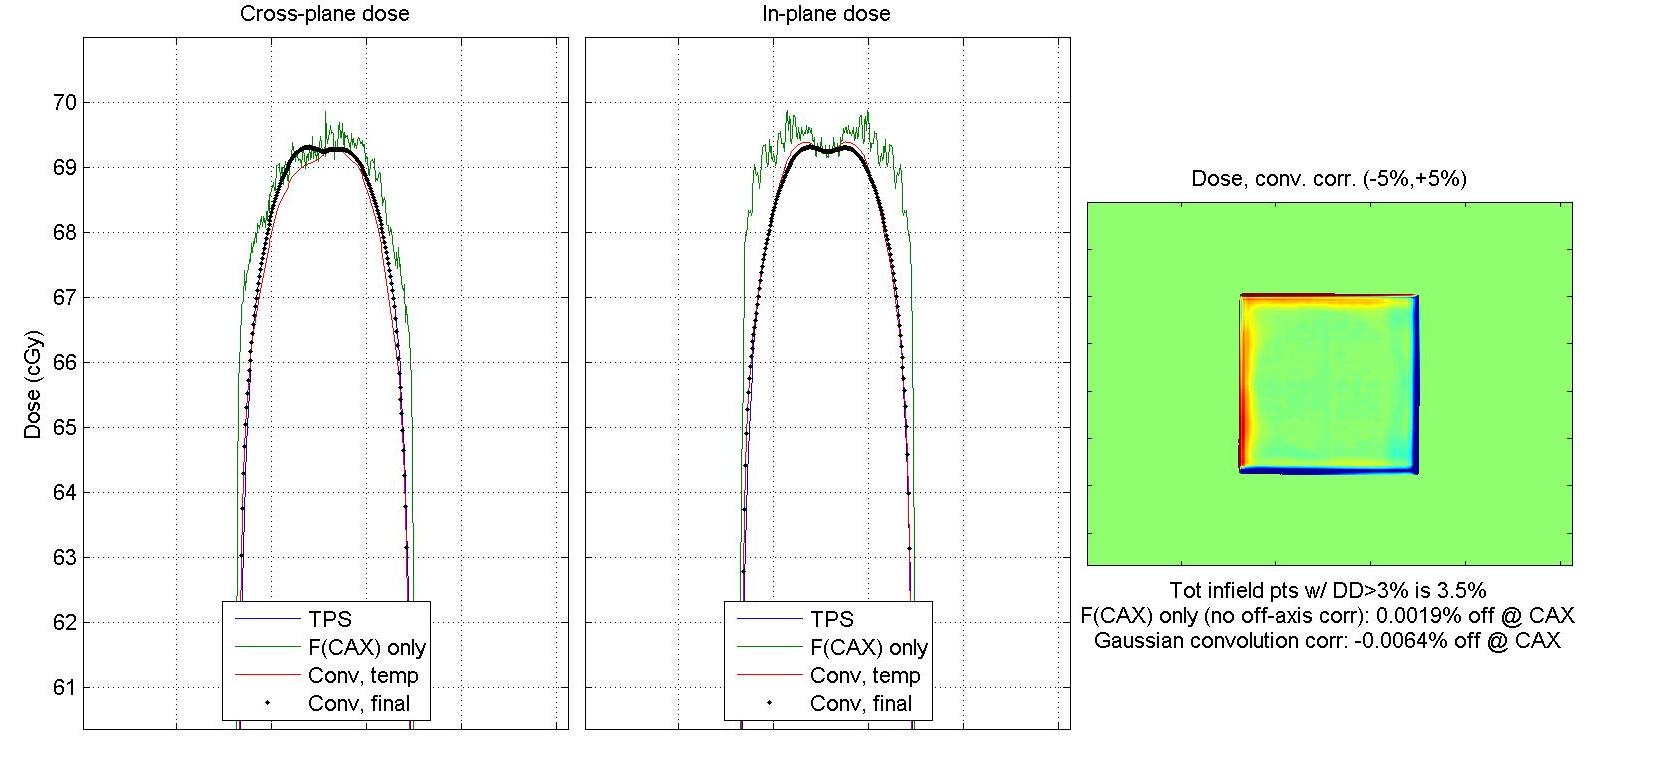 Cross-plane dose
In-plane dose
Dose (cGy)
70
69
68
67
66
65
64
63
62
61
TPS
F(CAX) only
Conv, temp
Conv, final
TPS
F(CAX) only
Conv, temp
Conv, final
Dose, conv. corr. (-5%,+5%)
Tot infield pts w/ DD>3% is 3.5%
F(CAX) only (no off-axis corr): 0.0019% off @ CAX
Gaussian convolution corr: -0.0064% off @ CAX